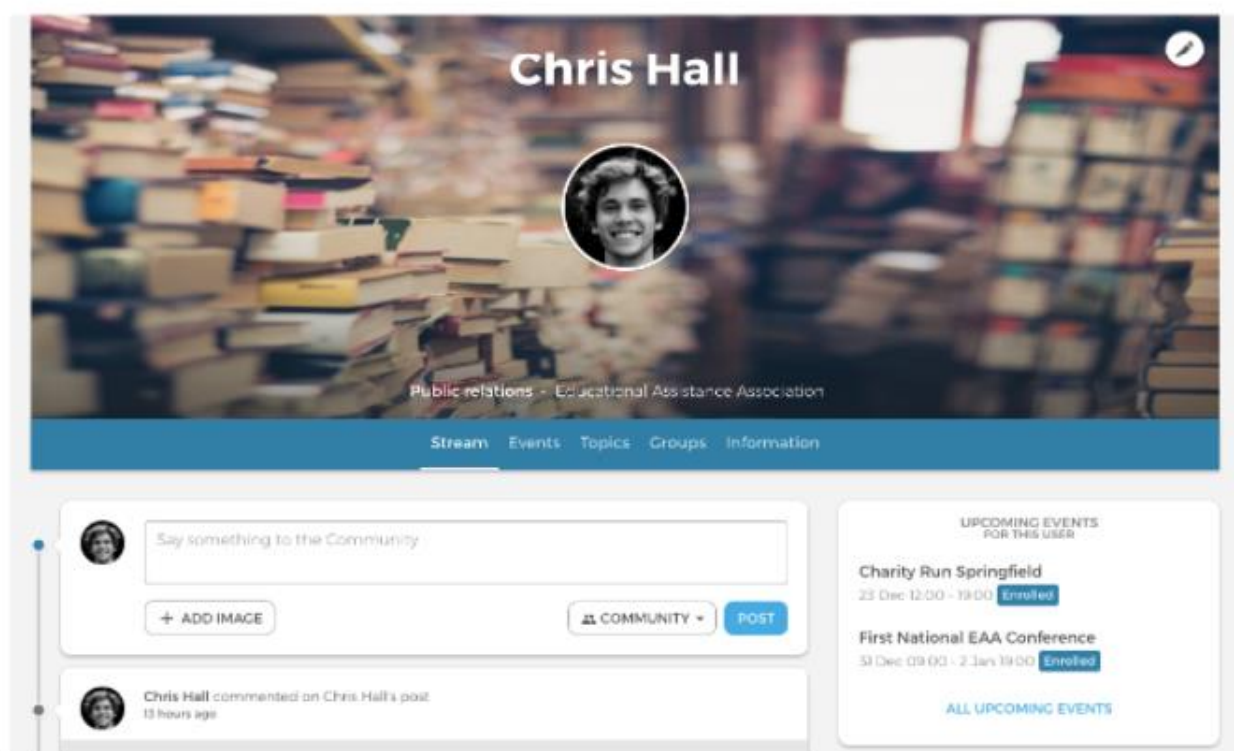 Chris Hall
Public relations - Educational Assistance Association
Stream Events Topics Groups Information
Say something to the Community
+ ADD IMAGE
COMMUNITY
POST
Chris Hall commented on Chris Hall's post
13 hours ago
UPCOMING EVENTS
FOR THIS USER
Charity Run Springfield
23 Dec 12:00 - 19:00 Enrolled
First National EAA Conference
31 Dec 09:00 - 2 Jan 19:00 Enrolled
ALL UPCOMING EVENTS